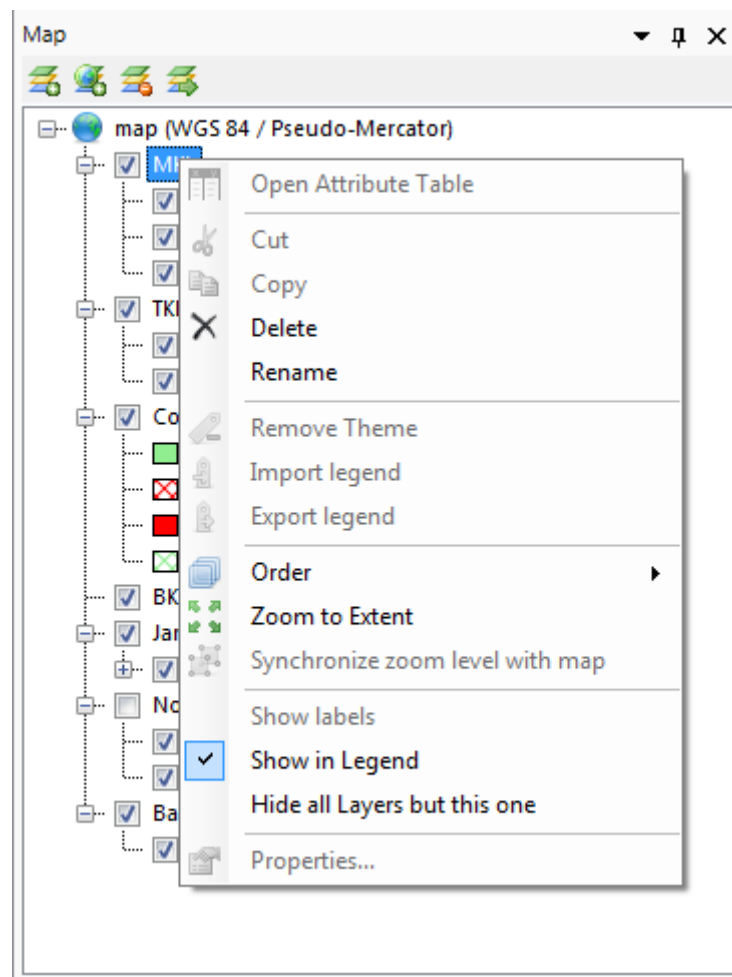 Map
map (WGS 84 / Pseudo-Mercator)
Open Attribute Table
Cut
Copy
Delete
Rename
Remove Theme
Import legend
Export legend
Order
Zoom to Extent
Synchronize zoom level with map
Show labels
Show in Legend
Hide all Layers but this one
Properties...